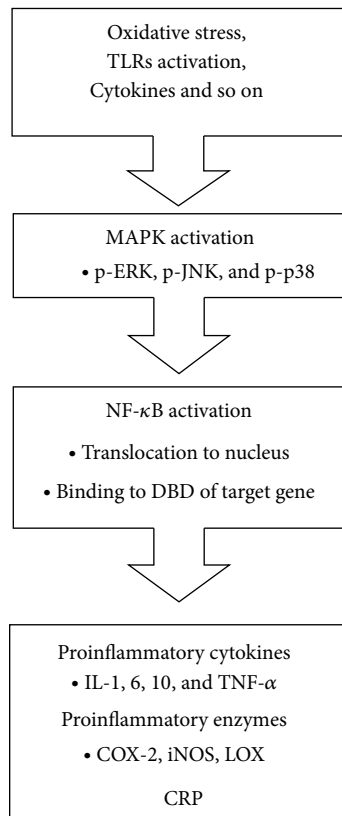 Oxidative stress,
TLRs activation,
Cytokines and so on
MAPK activation
• p-ERK, p-JNK, and p-p38
NF-κB activation
• Translocation to nucleus
• Binding to DBD of target gene
Proinflammatory cytokines
• IL-1, 6, 10, and TNF-α
Proinflammatory enzymes
• COX-2, iNOS, LOX
CRP